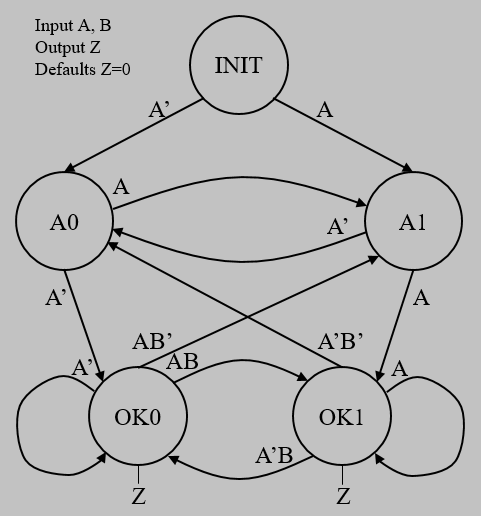 Input A, B
Output Z
Defaults Z=0
INIT
A’
A
A
A0
A’
A1
A’
A
AB’
A’B’
A’
AB
A
OK0
OK1
A’B
Z
Z